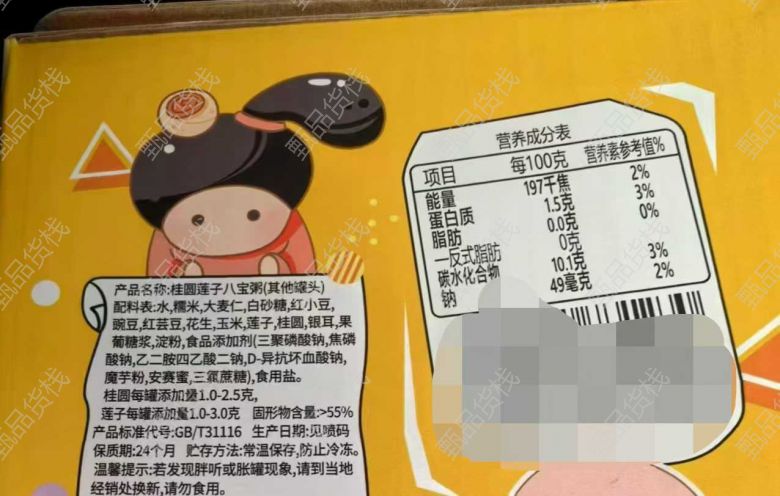 产品名称:桂圆莲子八宝粥(其他罐头)
配料表:水,糯米,大麦仁,白砂糖,红小豆,
豌豆,红芸豆,花生,玉米,莲子,桂圆,银耳,果
葡糖浆,淀粉,食品添加剂(三聚磷酸钠,焦磷
酸钠,乙二胺四乙酸二钠,D-异抗坏血酸钠,
魔芋粉,安赛蜜,三氯蔗糖),食用盐。
桂圆每罐添加量1.0-2.5克,
莲子每罐添加量1.0-3.0克 固形物含量:>55%
产品标准代号:GB/T31116 生产日期:见喷码
保质期:24个月 贮存方法:常温保存,防止冷冻。
温馨提示:若发现胖听或胀罐现象,请到当地
经销处换新,请勿食用。
营养成分表
项目 每100克 营养素参考值%
能量 197千焦 2%
蛋白质 1.5克 3%
脂肪 0.0克 0%
一反式脂肪 0克
碳水化合物 10.1克 3%
钠 49毫克 2%
甄品货栈